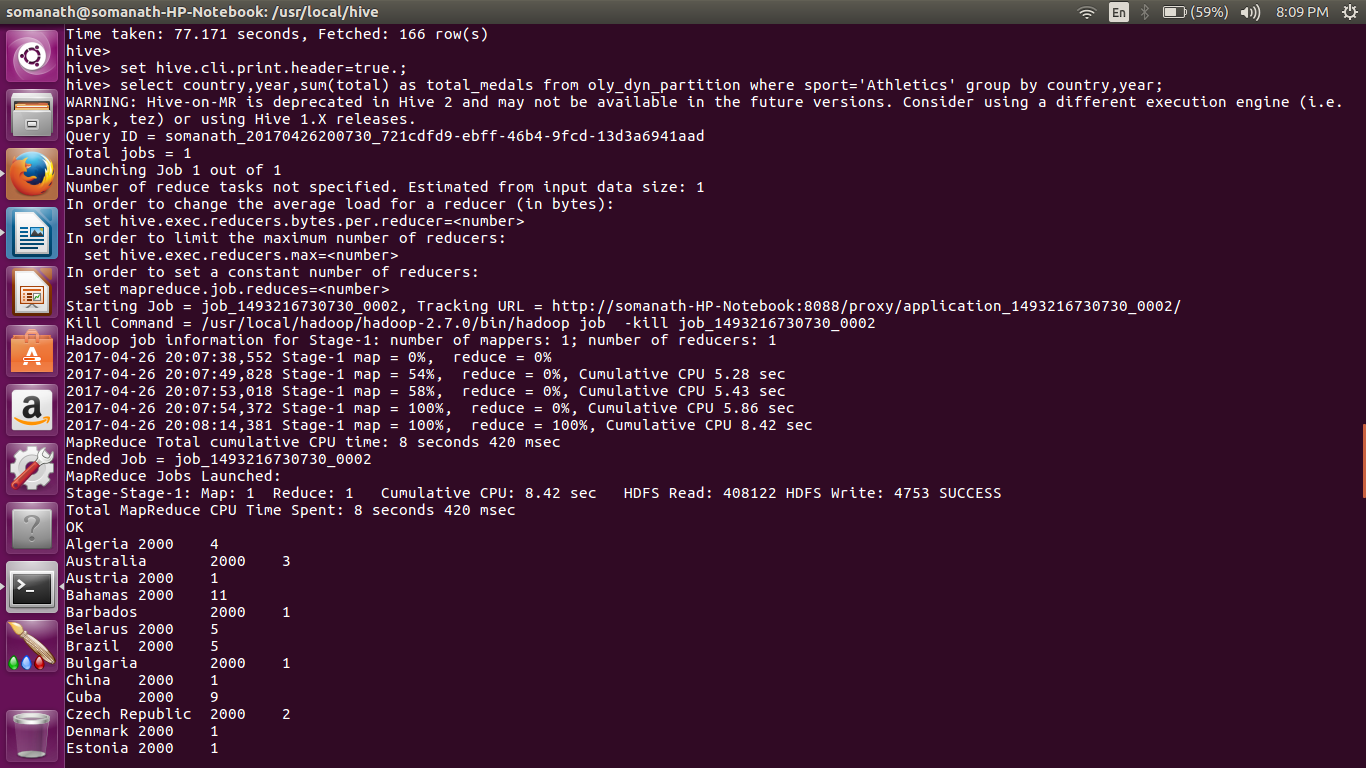 somanath@somanath-HP-Notebook: /usr/local/hive
En
(59%)
8:09 PM
Time taken: 77.171 seconds, Fetched: 166 row(s)
hive>
hive> set hive.cli.print.header=true.;
hive> select country,year,sum(total) as total_medals from oly_dyn_partition where sport='Athletics' group by country,year;
WARNING: Hive-on-MR is deprecated in Hive 2 and may not be available in the future versions. Consider using a different execution engine (i.e.
spark, tez) or using Hive 1.X releases.
Query ID = somanath_20170426200730_721cdfd9-ebff-46b4-9fcd-13d3a6941aad
Total jobs = 1
Launching Job 1 out of 1
Number of reduce tasks not specified. Estimated from input data size: 1
In order to change the average load for a reducer (in bytes):
  set hive.exec.reducers.bytes.per.reducer=<number>
In order to limit the maximum number of reducers:
  set hive.exec.reducers.max=<number>
In order to set a constant number of reducers:
  set mapreduce.job.reduces=<number>
Starting Job = job_1493216730730_0002, Tracking URL = http://somanath-HP-Notebook:8088/proxy/application_1493216730730_0002/
Kill Command = /usr/local/hadoop/hadoop-2.7.0/bin/hadoop job  -kill job_1493216730730_0002
Hadoop job information for Stage-1: number of mappers: 1; number of reducers: 1
2017-04-26 20:07:38,552 Stage-1 map = 0%,  reduce = 0%
2017-04-26 20:07:49,828 Stage-1 map = 54%,  reduce = 0%, Cumulative CPU 5.28 sec
2017-04-26 20:07:53,018 Stage-1 map = 58%,  reduce = 0%, Cumulative CPU 5.43 sec
2017-04-26 20:07:54,372 Stage-1 map = 100%,  reduce = 0%, Cumulative CPU 5.86 sec
2017-04-26 20:08:14,381 Stage-1 map = 100%,  reduce = 100%, Cumulative CPU 8.42 sec
MapReduce Total cumulative CPU time: 8 seconds 420 msec
Ended Job = job_1493216730730_0002
MapReduce Jobs Launched:
Stage-Stage-1: Map: 1  Reduce: 1   Cumulative CPU: 8.42 sec   HDFS Read: 408122 HDFS Write: 4753 SUCCESS
Total MapReduce CPU Time Spent: 8 seconds 420 msec
OK
Algeria 2000    4
Australia       2000    3
Austria 2000    1
Bahamas 2000    11
Barbados        2000    1
Belarus 2000    5
Brazil  2000    5
Bulgaria        2000    1
China   2000    1
Cuba    2000    9
Czech Republic  2000    2
Denmark 2000    1
Estonia 2000    1